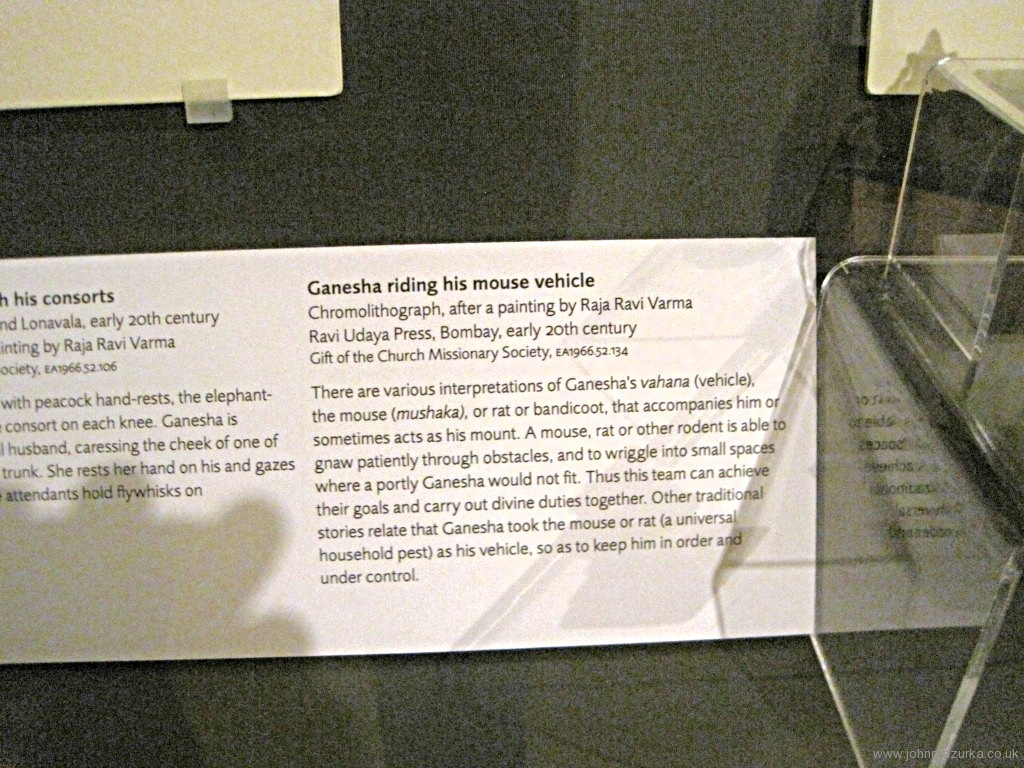 h his consorts
nd Lonavala, early 20th century
inting by Raja Ravi Varma
ociety, EA1966.52.106
with peacock hand-rests, the elephant-
consort on each knee. Ganesha is
l husband, caressing the cheek of one of
trunk. She rests her hand on his and gazes
attendants hold flywhisks on
Ganesha riding his mouse vehicle
Chromolithograph, after a painting by Raja Ravi Varma
Ravi Udaya Press, Bombay, early 20th century
Gift of the Church Missionary Society, EA1966.52.134
There are various interpretations of Ganesha's vahana (vehicle),
the mouse (mushaka), or rat or bandicoot, that accompanies him or
sometimes acts as his mount. A mouse, rat or other rodent is able to
gnaw patiently through obstacles, and to wriggle into small spaces
where a portly Ganesha would not fit. Thus this team can achieve
their goals and carry out divine duties together. Other traditional
stories relate that Ganesha took the mouse or rat (a universal
household pest) as his vehicle, so as to keep him in order and
under control.